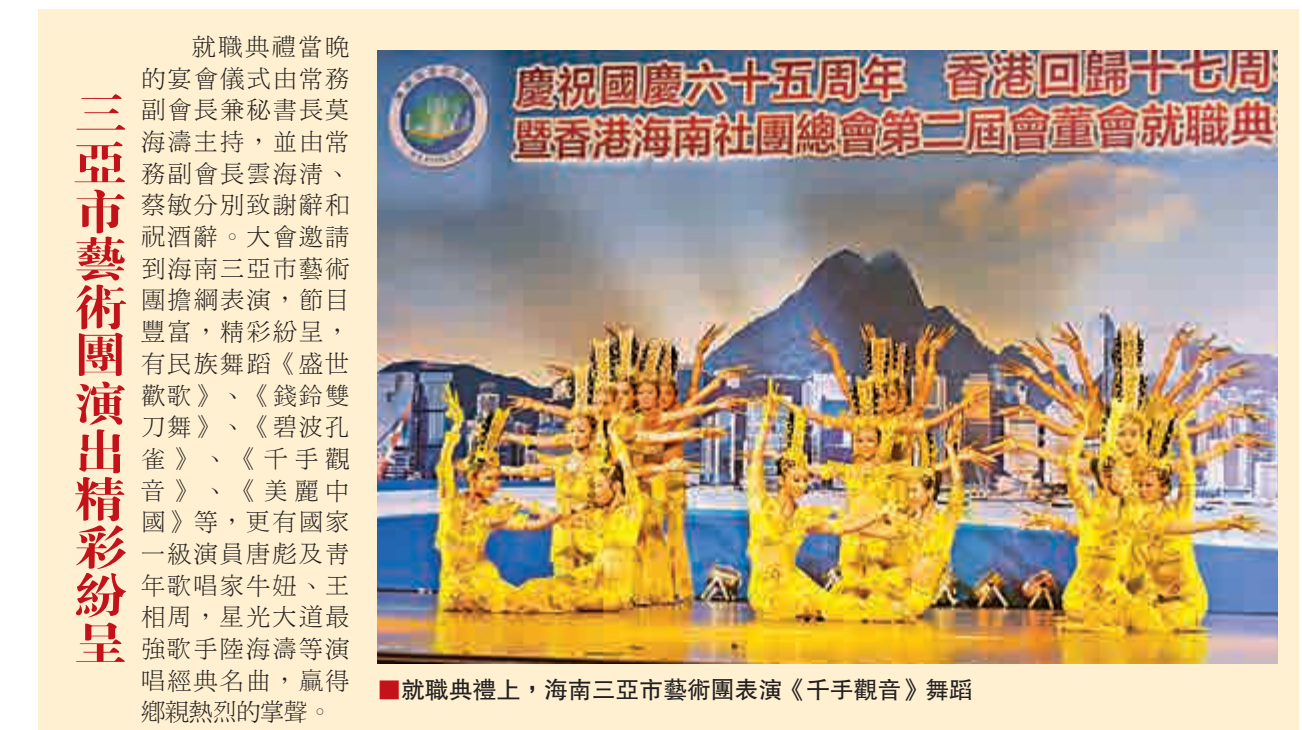 三亞市藝術團演出精彩紛呈
就職典禮當晚
的宴會儀式由常務
副會長兼秘書長莫
海濤主持，並由常
務副會長雲海清、
蔡敏分別致謝辭和
祝酒辭。大會邀請
到海南三亞市藝術
團擔綱表演，節目
豐富，精彩紛呈，
有民族舞蹈《盛世
歡歌》、《錢鈴雙
刀舞》、《碧波孔
雀》、《千手觀
音》、《美麗中
國》等，更有國家
一級演員唐彪及青
年歌唱家牛妞、王
相周，星光大道最
強歌手陸海濤等演
唱經典名曲，贏得
鄉親熱烈的掌聲。
慶祝國慶六十五周年　香港回歸十七周
暨香港海南社團總會第二屆會董會就職典
■就職典禮上，海南三亞市藝術團表演《千手觀音》舞蹈